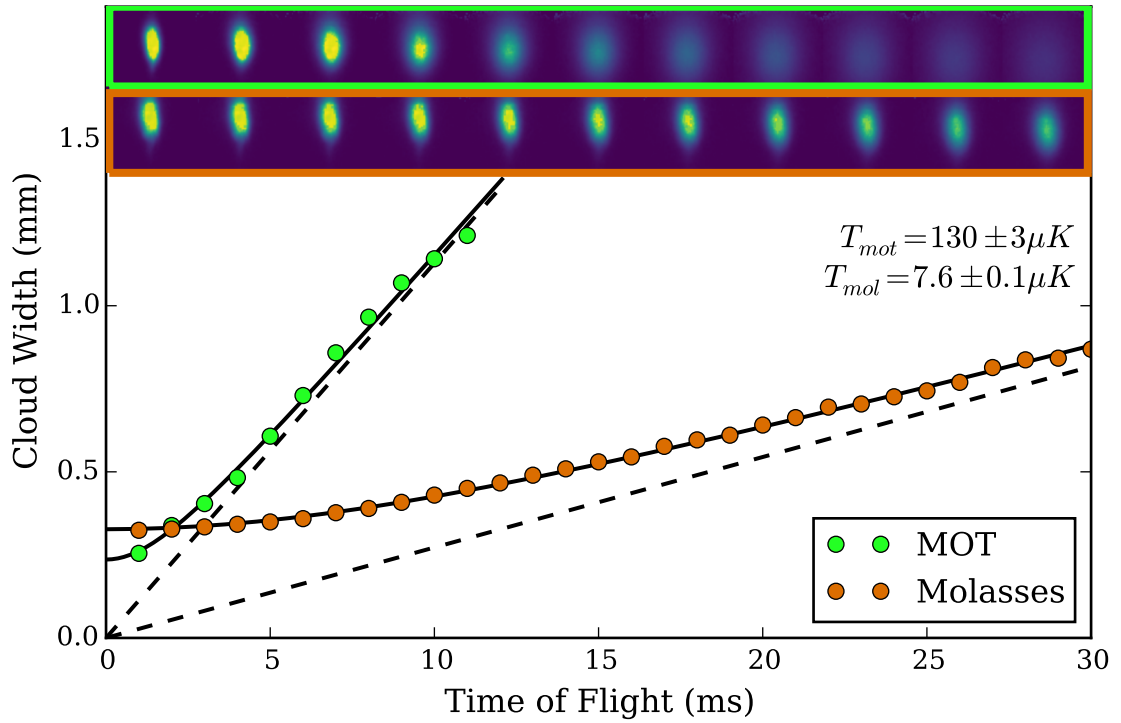 1.5
1.0
0.5
0.0
Cloud Width (mm)
T_mot=130 ±3μK
T_mol=7.6 ±0.1μK
MOT
Molasses
0 5 10 15 20 25 30
Time of Flight (ms)